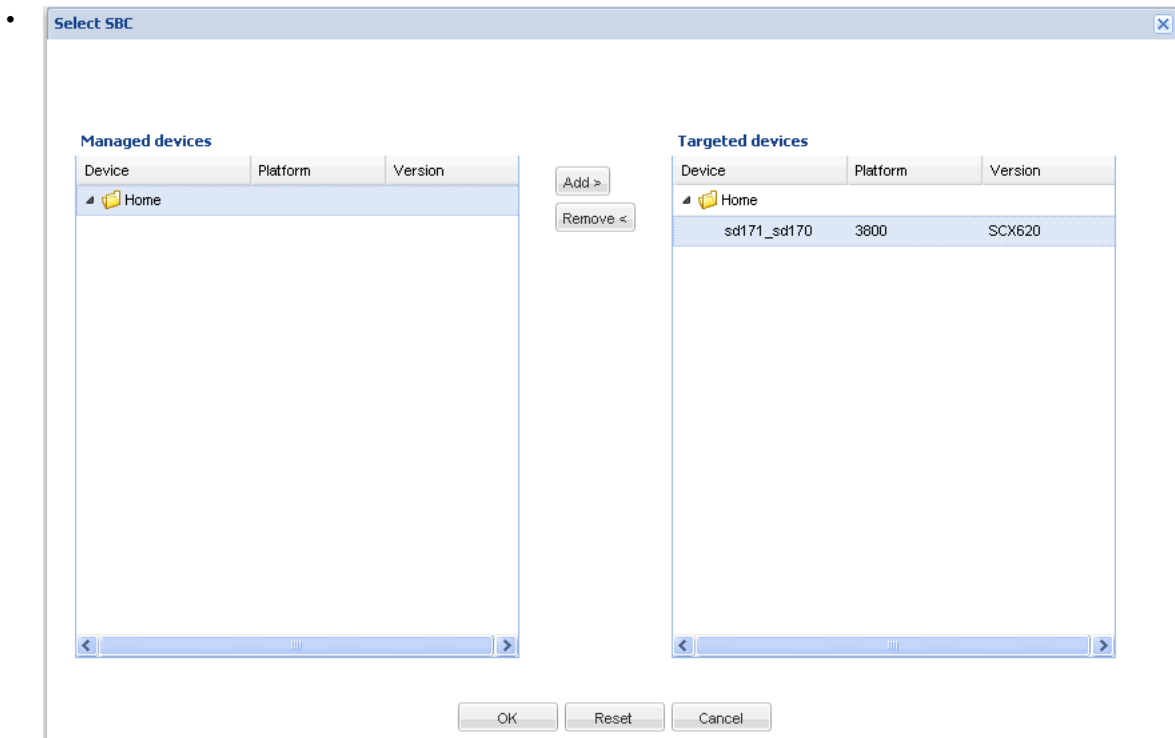 •
Select SBC
Managed devices
Device Platform Version
Home
Add >
Remove <
Targeted devices
Device Platform Version
Home
sd171_sd170 3800 SCX620
OK Reset Cancel